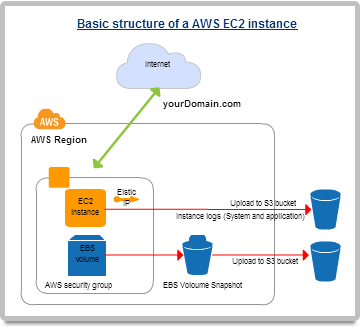 Basic structure of a AWS EC2 instance
Internet
yourDomain.com
AWS
AWS Region
EC2
Instance
Elstic
IP
Upload to S3 bucket
Instance logs (System and application)
EBS
volume
Upload to S3 bucket
AWS security group
EBS Volume Snapshot